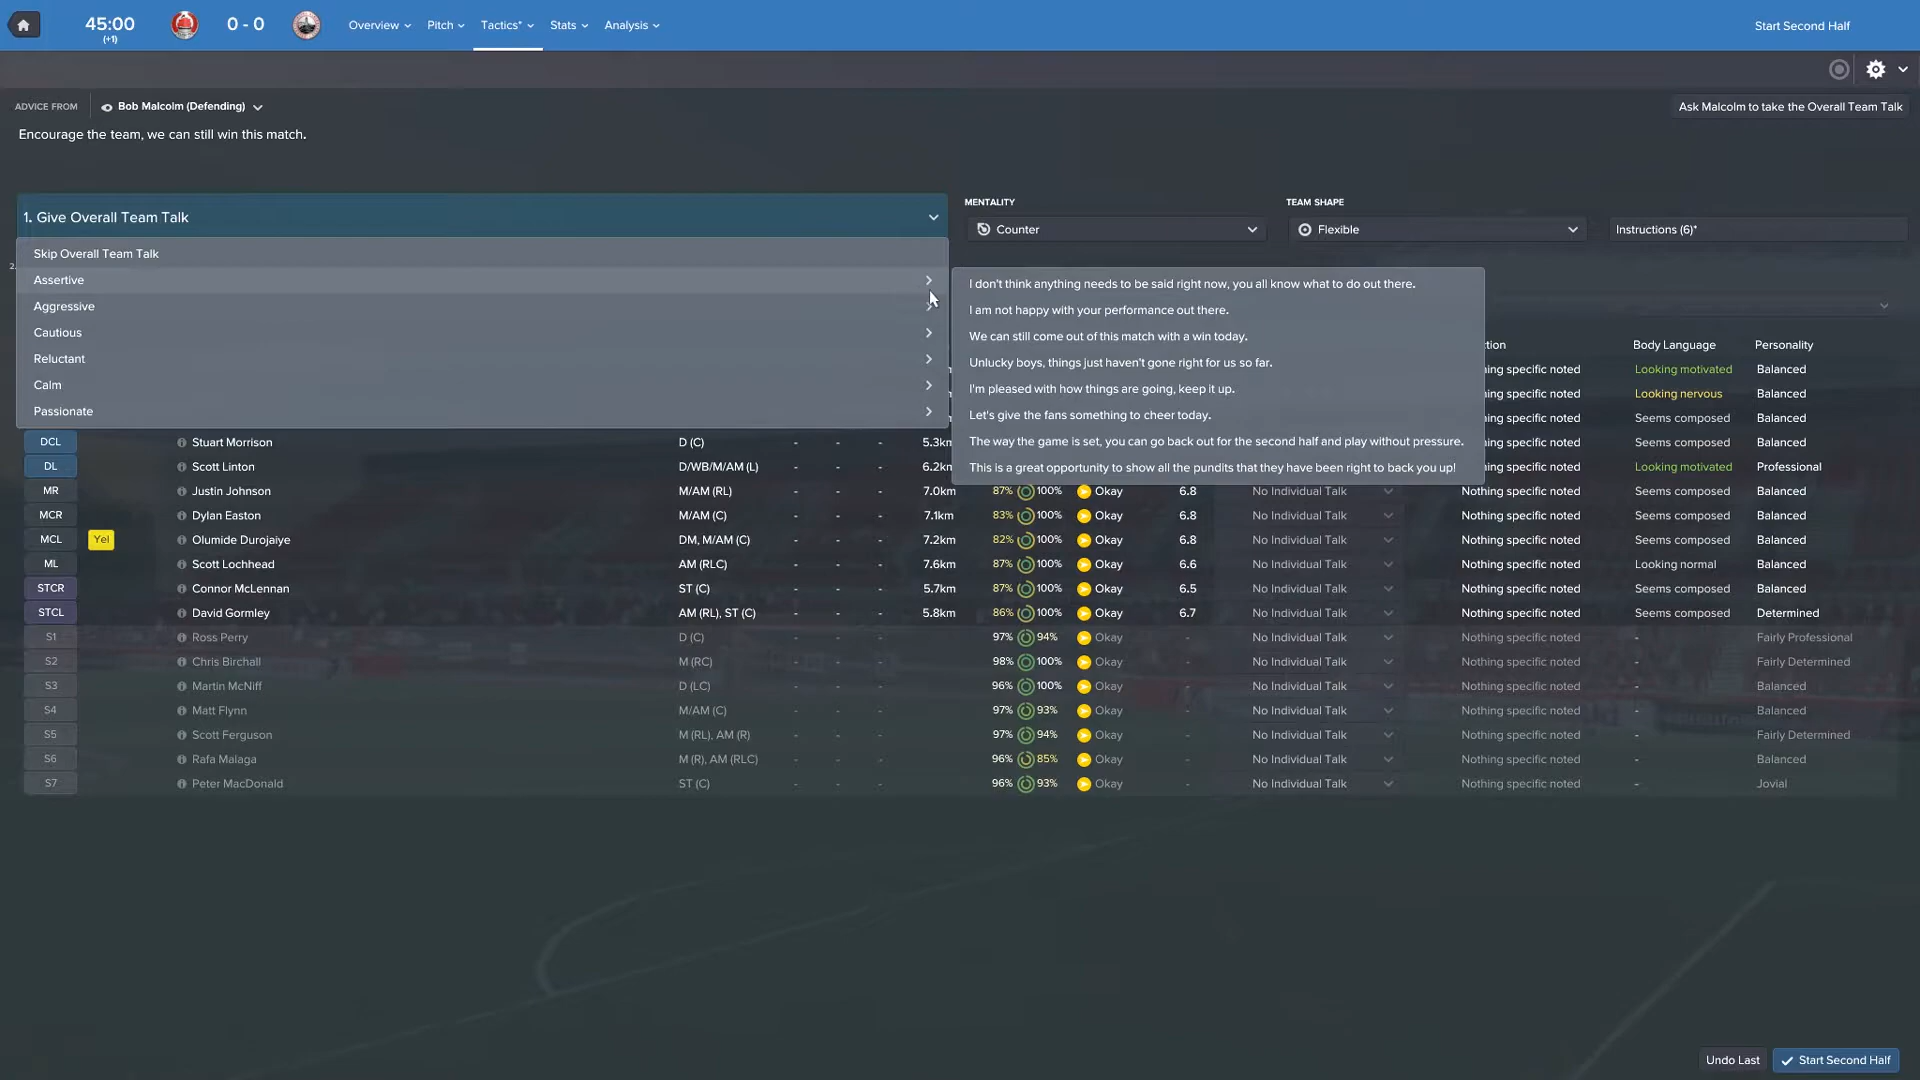 45:00
(+1)
0 - 0
Overview
Pitch
Tactics*
Stats
Analysis
Start Second Half
ADVICE FROM
Bob Malcolm (Defending)
Ask Malcolm to take the Overall Team Talk
Encourage the team, we can still win this match.
1. Give Overall Team Talk
MENTALITY
Counter
TEAM SHAPE
Flexible
Instructions (6)*
2.
Skip Overall Team Talk
Assertive
Aggressive
Cautious
Reluctant
Calm
Passionate
I don't think anything needs to be said right now, you all know what to do out there.
I am not happy with your performance out there.
We can still come out of this match with a win today.
Unlucky boys, things just haven't gone right for us so far.
I'm pleased with how things are going, keep it up.
Let's give the fans something to cheer today.
The way the game is set, you can go back out for the second half and play without pressure.
This is a great opportunity to show all the pundits that they have been right to back you up!
Body Language Personality
hing specific noted Looking motivated Balanced
hing specific noted Looking nervous Balanced
hing specific noted Seems composed Balanced
DCL Stuart Morrison D (C) - - - 5.3km hing specific noted Seems composed Balanced
DL Scott Linton D/WB/M/AM (L) - - - 6.2km hing specific noted Looking motivated Professional
MR Justin Johnson M/AM (RL) - - - 7.0km 87% 100% Okay 6.8 No Individual Talk Nothing specific noted Seems composed Balanced
MCR Dylan Easton M/AM (C) - - - 7.1km 83% 100% Okay 6.8 No Individual Talk Nothing specific noted Seems composed Balanced
MCL Yel Olumide Durojaiye DM, M/AM (C) - - - 7.2km 82% 100% Okay 6.8 No Individual Talk Nothing specific noted Seems composed Balanced
ML Scott Lochhead AM (RLC) - - - 7.6km 87% 100% Okay 6.6 No Individual Talk Nothing specific noted Looking normal Balanced
STCR Connor McLennan ST (C) - - - 5.7km 87% 100% Okay 6.5 No Individual Talk Nothing specific noted Seems composed Balanced
STCL David Gormley AM (RL), ST (C) - - - 5.8km 86% 100% Okay 6.7 No Individual Talk Nothing specific noted Seems composed Determined
S1 Ross Perry D (C) - - - 97% 94% Okay - No Individual Talk Nothing specific noted - Fairly Professional
S2 Chris Birchall M (RC) - - - 98% 100% Okay - No Individual Talk Nothing specific noted - Fairly Determined
S3 Martin McNiff D (LC) - - - 96% 100% Okay - No Individual Talk Nothing specific noted - Balanced
S4 Matt Flynn M/AM (C) - - - 97% 93% Okay - No Individual Talk Nothing specific noted - Balanced
S5 Scott Ferguson M (RL), AM (R) - - - 97% 94% Okay - No Individual Talk Nothing specific noted - Fairly Determined
S6 Rafa Malaga M (R), AM (RLC) - - - 96% 85% Okay - No Individual Talk Nothing specific noted - Balanced
S7 Peter MacDonald ST (C) - - - 96% 93% Okay - No Individual Talk Nothing specific noted - Jovial
Undo Last
Start Second Half